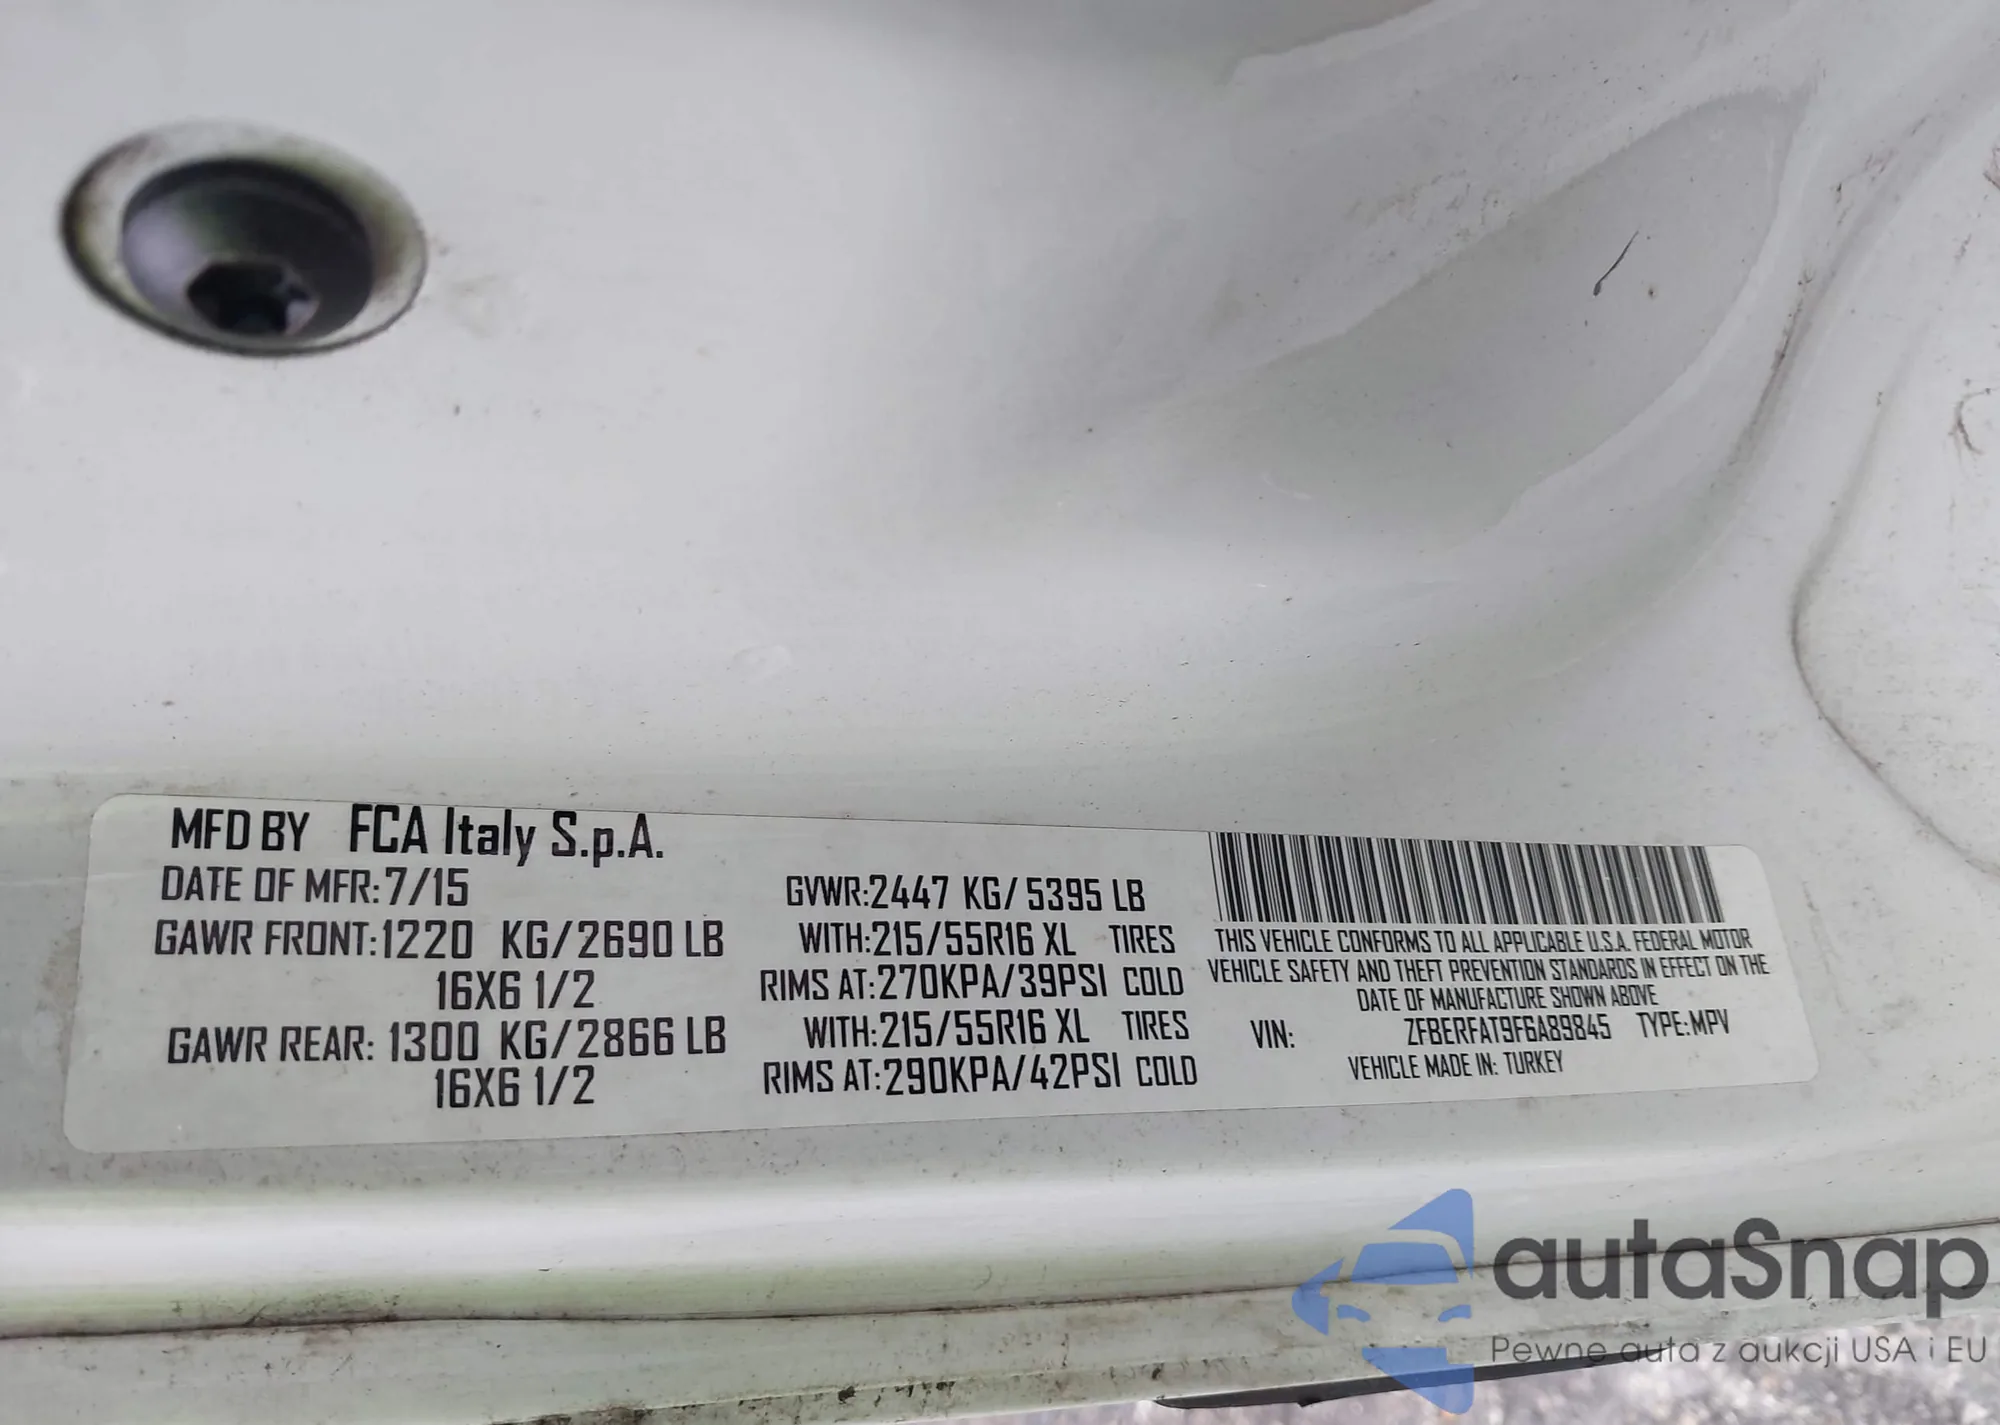 MFD BY FCA Italy S.p.A.
DATE OF MFR: 7/15
GAWR FRONT: 1220 KG/2690 LB
16X6 1/2
GAWR REAR: 1300 KG/2866 LB
16X6 1/2
GVWR:2447 KG/ 5395 LB
WITH:215/55R16 XL TIRES
RIMS AT:270KPA/39PSI COLD
WITH:215/55R16 XL TIRES
RIMS AT:290KPA/42PSI COLD
THIS VEHICLE CONFORMS TO ALL APPLICABLE U.S.A. FEDERAL MOTOR
VEHICLE SAFETY AND THEFT PREVENTION STANDARDS IN EFFECT ON THE
DATE OF MANUFACTURE SHOWN ABOVE
VIN: ZFBERFAT9F6A89845 TYPE: MPV
VEHICLE MADE IN: TURKEY
autaSnap
Pewne auta z aukcji USA i EU